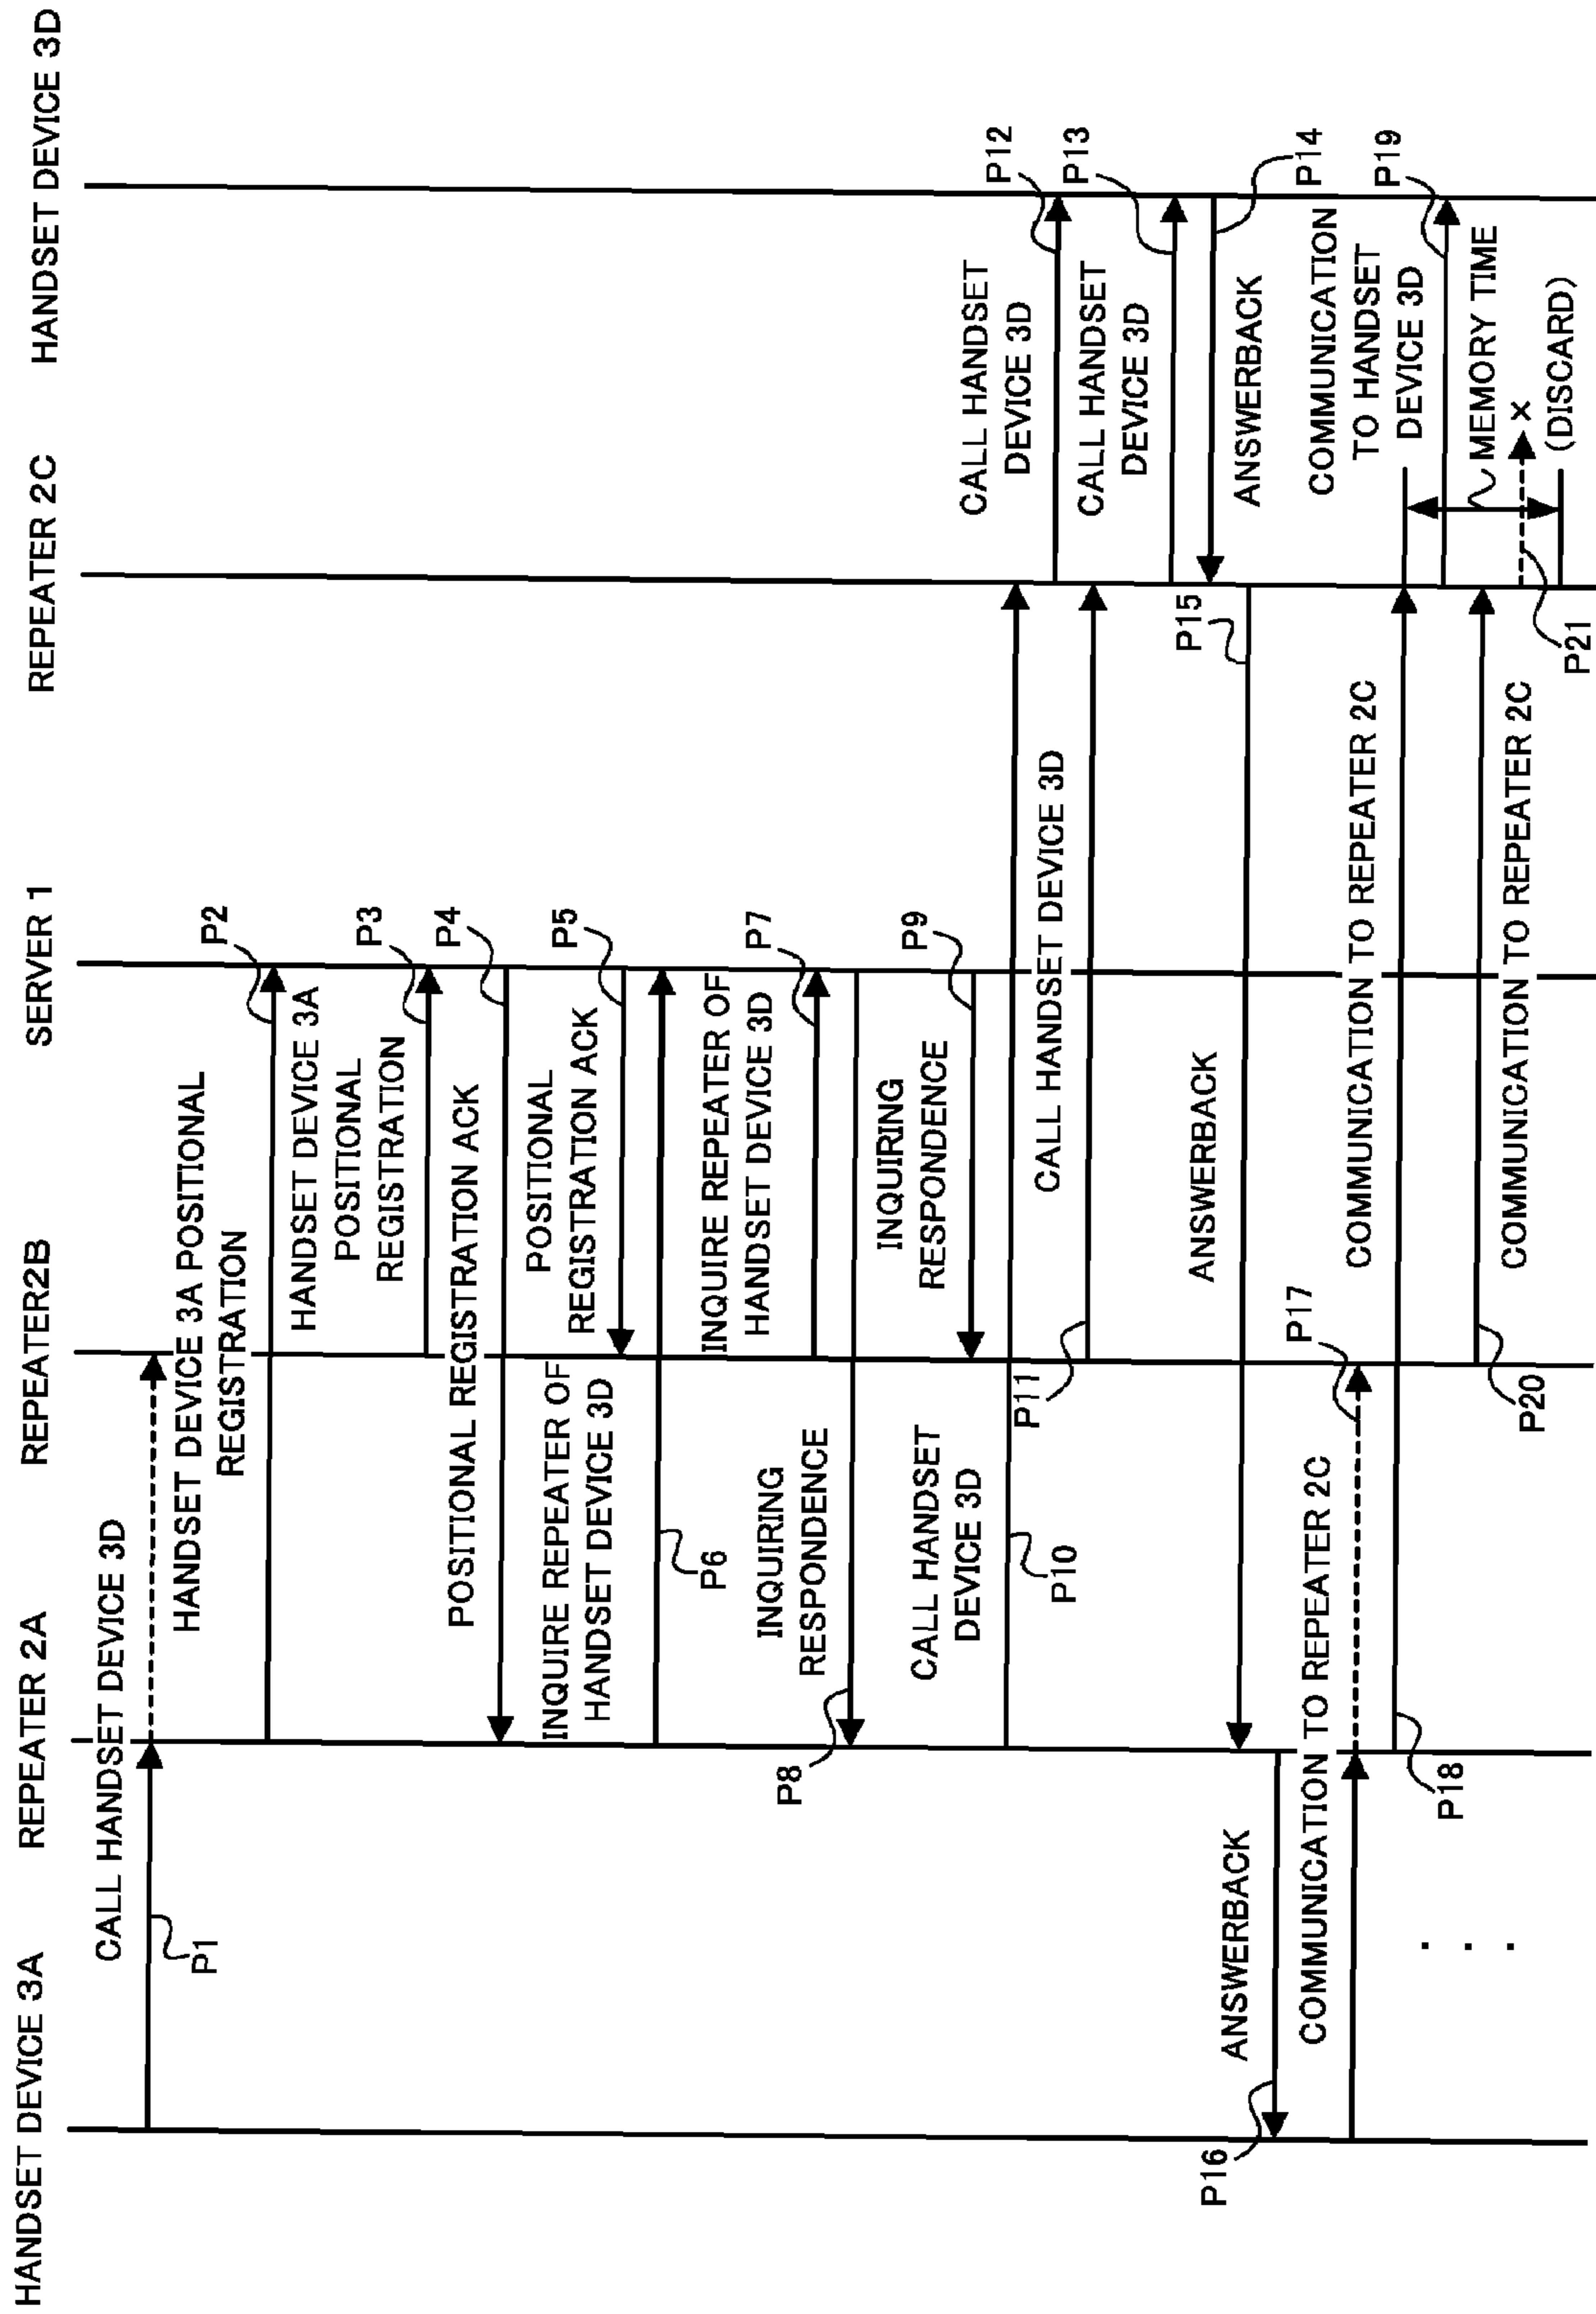 HANDSET DEVICE 3A
REPEATER 2A
REPEATER2B
SERVER 1
REPEATER 2C
HANDSET DEVICE 3D
CALL HANDSET DEVICE 3D
P1
HANDSET DEVICE 3A POSITIONAL
REGISTRATION
P2
HANDSET DEVICE 3A
POSITIONAL
REGISTRATION
P3
POSITIONAL REGISTRATION ACK
P4
POSITIONAL
REGISTRATION ACK
P5
INQUIRE REPEATER OF
HANDSET DEVICE 3D
P6
INQUIRE REPEATER OF
HANDSET DEVICE 3D
P7
INQUIRING
RESPONDENCE
P8
INQUIRING
RESPONDENCE
P9
CALL HANDSET
DEVICE 3D
P10
CALL HANDSET DEVICE 3D
P11
CALL HANDSET
DEVICE 3D
P12
CALL HANDSET
DEVICE 3D
P13
ANSWERBACK
P14
ANSWERBACK
P15
ANSWERBACK
P16
COMMUNICATION TO REPEATER 2C
P17
COMMUNICATION TO REPEATER 2C
P18
COMMUNICATION
TO HANDSET
DEVICE 3D
P19
MEMORY TIME
COMMUNICATION TO REPEATER 2C
P20
×
(DISCARD)
P21
. . .